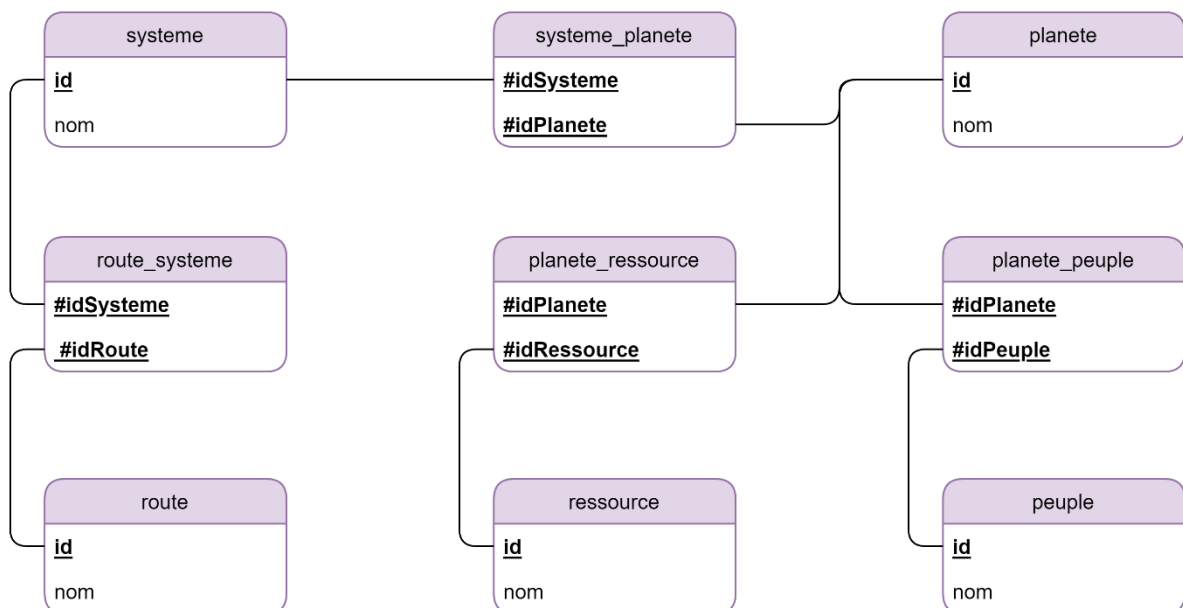 systeme
id
nom
systeme_planete
#idSysteme
#idPlanete
planete
id
nom
route_systeme
#idSysteme
#idRoute
planete_ressource
#idPlanete
#idRessource
planete_peuple
#idPlanete
#idPeuple
route
id
nom
ressource
id
nom
peuple
id
nom